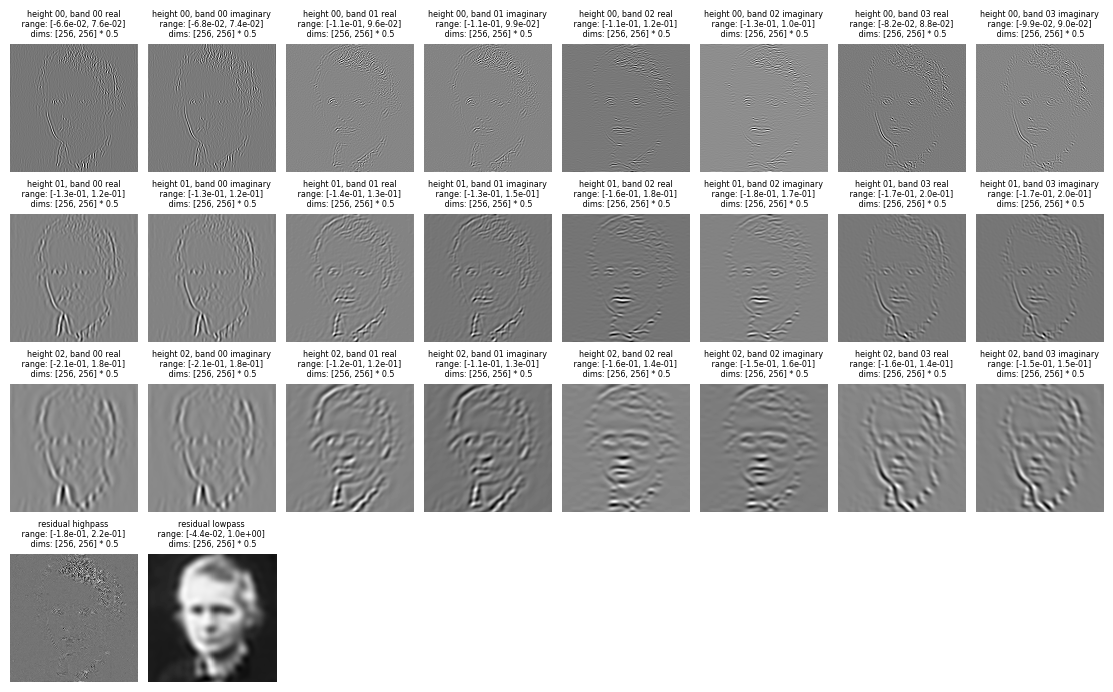 height 00, band 00 real
range: [-6.6e-02, 7.6e-02]
dims: [256, 256] * 0.5
height 00, band 00 imaginary
range: [-6.8e-02, 7.4e-02]
dims: [256, 256] * 0.5
height 00, band 01 real
range: [-1.1e-01, 9.6e-02]
dims: [256, 256] * 0.5
height 00, band 01 imaginary
range: [-1.1e-01, 9.9e-02]
dims: [256, 256] * 0.5
height 00, band 02 real
range: [-1.1e-01, 1.2e-01]
dims: [256, 256] * 0.5
height 00, band 02 imaginary
range: [-1.3e-01, 1.0e-01]
dims: [256, 256] * 0.5
height 00, band 03 real
range: [-8.2e-02, 8.8e-02]
dims: [256, 256] * 0.5
height 00, band 03 imaginary
range: [-9.9e-02, 9.0e-02]
dims: [256, 256] * 0.5
height 01, band 00 real
range: [-1.3e-01, 1.2e-01]
dims: [256, 256] * 0.5
height 01, band 00 imaginary
range: [-1.3e-01, 1.2e-01]
dims: [256, 256] * 0.5
height 01, band 01 real
range: [-1.4e-01, 1.3e-01]
dims: [256, 256] * 0.5
height 01, band 01 imaginary
range: [-1.3e-01, 1.5e-01]
dims: [256, 256] * 0.5
height 01, band 02 real
range: [-1.6e-01, 1.8e-01]
dims: [256, 256] * 0.5
height 01, band 02 imaginary
range: [-1.8e-01, 1.7e-01]
dims: [256, 256] * 0.5
height 01, band 03 real
range: [-1.7e-01, 2.0e-01]
dims: [256, 256] * 0.5
height 01, band 03 imaginary
range: [-1.7e-01, 2.0e-01]
dims: [256, 256] * 0.5
height 02, band 00 real
range: [-2.1e-01, 1.8e-01]
dims: [256, 256] * 0.5
height 02, band 00 imaginary
range: [-2.1e-01, 1.8e-01]
dims: [256, 256] * 0.5
height 02, band 01 real
range: [-1.2e-01, 1.2e-01]
dims: [256, 256] * 0.5
height 02, band 01 imaginary
range: [-1.1e-01, 1.3e-01]
dims: [256, 256] * 0.5
height 02, band 02 real
range: [-1.6e-01, 1.4e-01]
dims: [256, 256] * 0.5
height 02, band 02 imaginary
range: [-1.5e-01, 1.6e-01]
dims: [256, 256] * 0.5
height 02, band 03 real
range: [-1.6e-01, 1.4e-01]
dims: [256, 256] * 0.5
height 02, band 03 imaginary
range: [-1.5e-01, 1.5e-01]
dims: [256, 256] * 0.5
residual highpass
range: [-1.8e-01, 2.2e-01]
dims: [256, 256] * 0.5
residual lowpass
range: [-4.4e-02, 1.0e+00]
dims: [256, 256] * 0.5